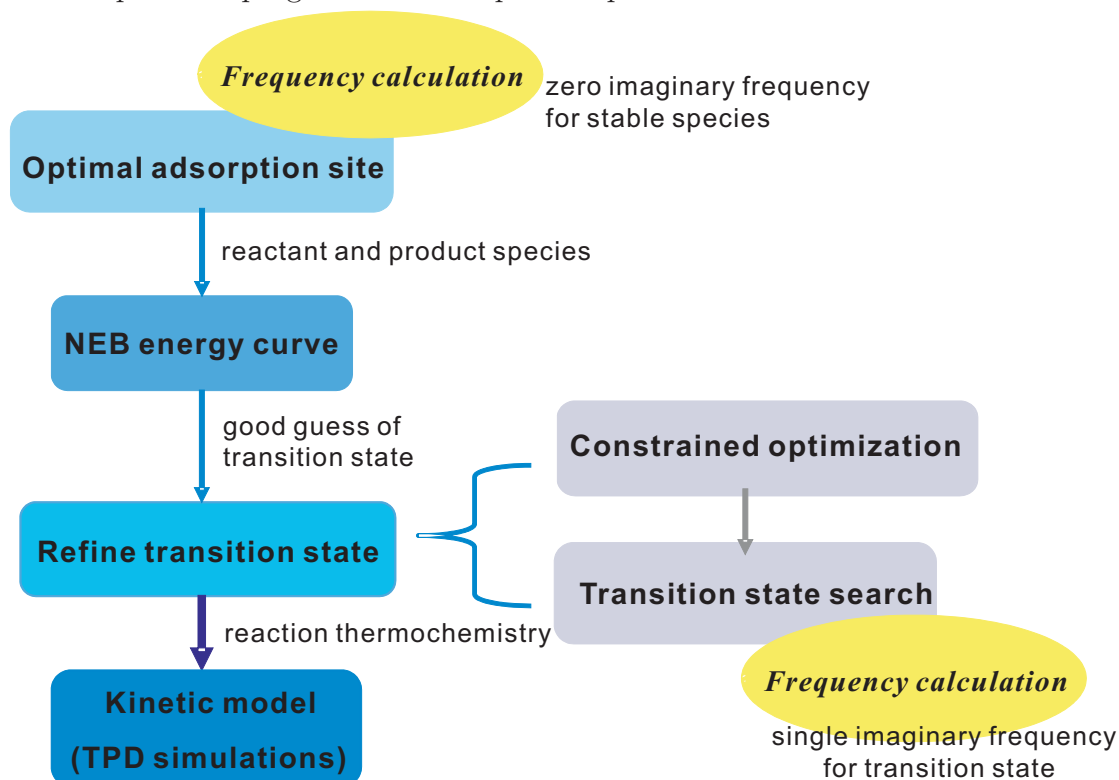 Frequency calculation
zero imaginary frequency
for stable species
Optimal adsorption site
reactant and product species
NEB energy curve
good guess of
transition state
Constrained optimization
Refine transition state
Transition state search
reaction thermochemistry
Frequency calculation
single imaginary frequency
for transition state
Kinetic model
(TPD simulations)